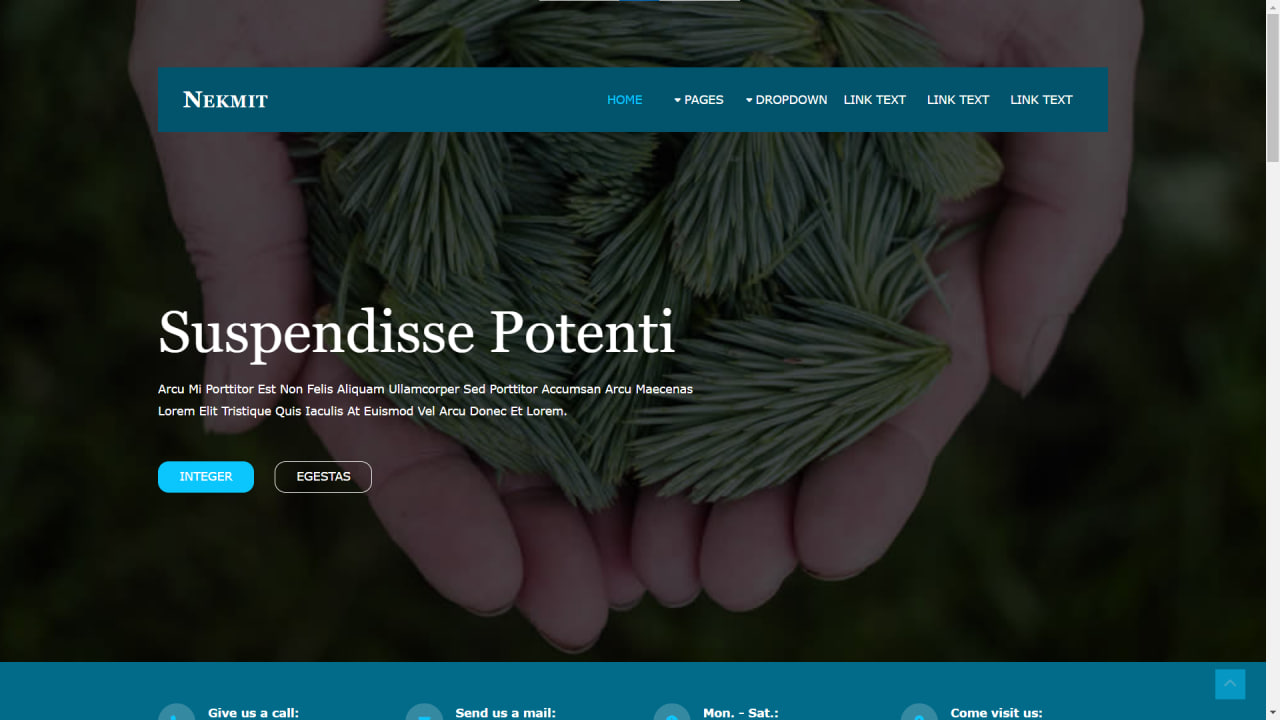 Nekmit
HOME PAGES DROPDOWN LINK TEXT LINK TEXT LINK TEXT
Suspendisse Potenti
Arcu Mi Porttitor Est Non Felis Aliquam Ullamcorper Sed Porttitor Accumsan Arcu Maecenas
Lorem Elit Tristique Quis Iaculis At Euismod Vel Arcu Donec Et Lorem.
INTEGER EGESTAS
Give us a call: Send us a mail: Mon. - Sat.: Come visit us: